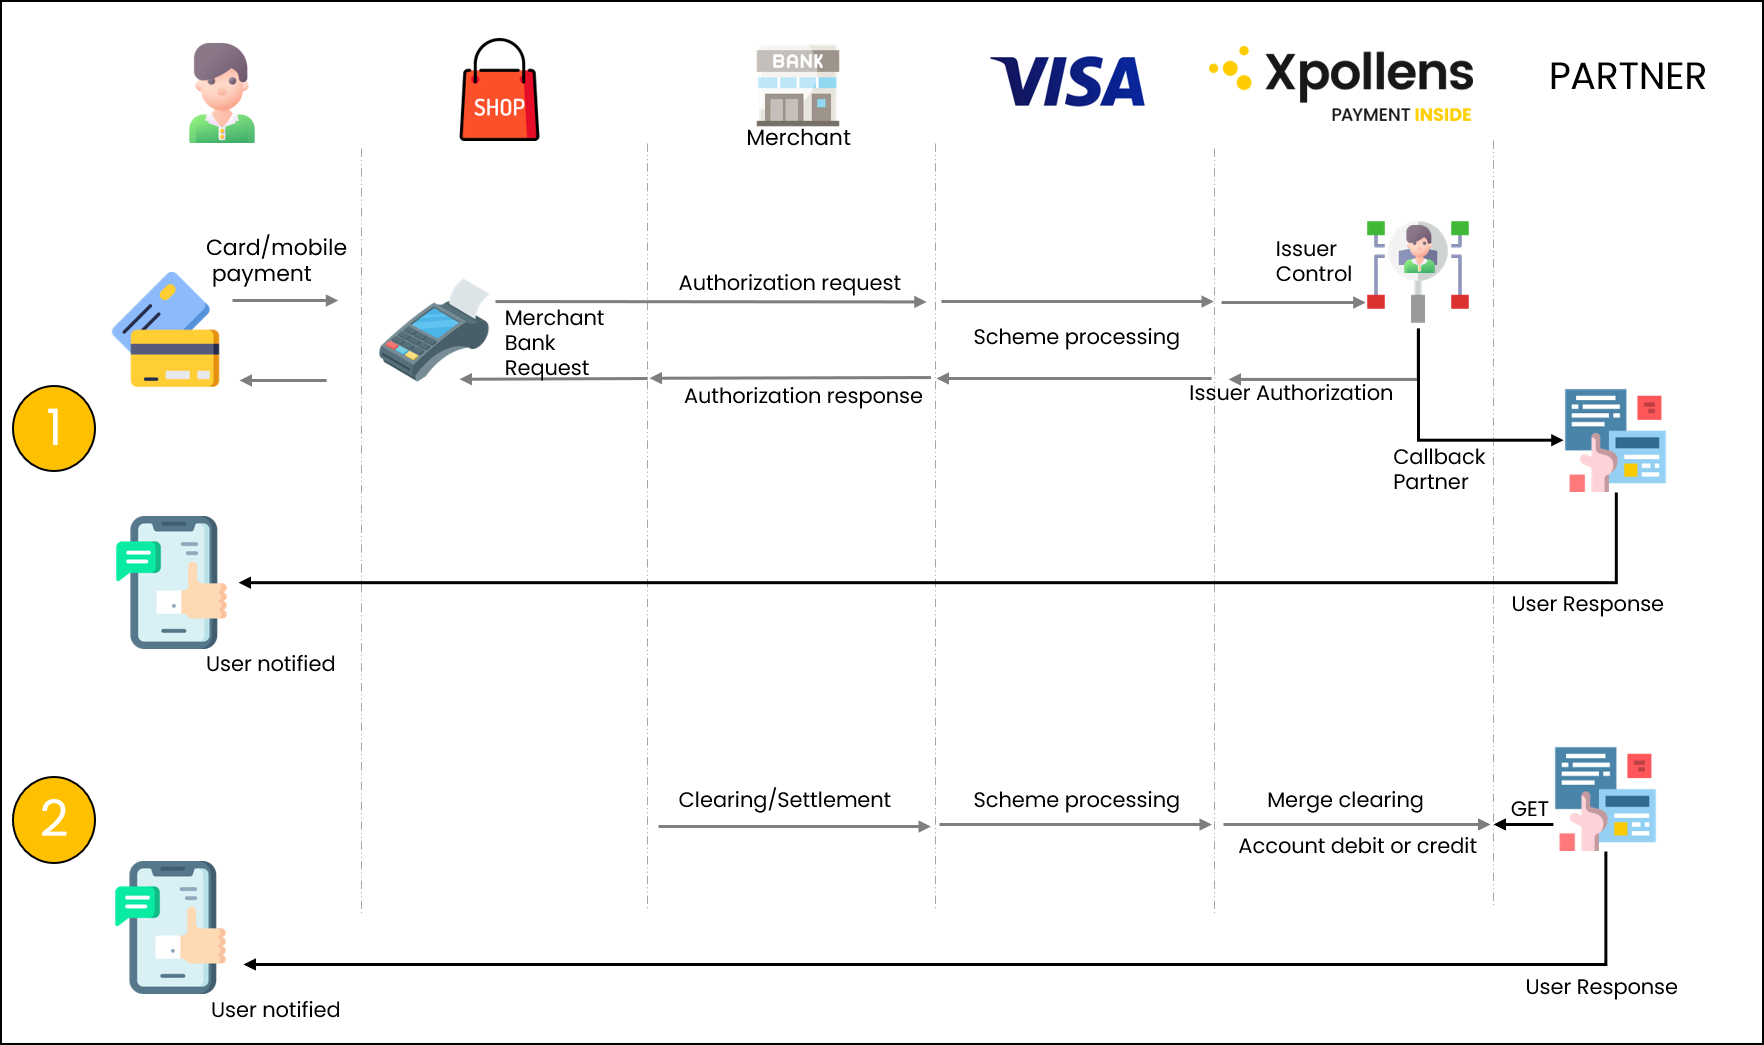 SHOP
BANK
Merchant
VISA
Xpollens
PAYMENT INSIDE
PARTNER
Card/mobile
payment
Authorization request
Issuer
Control
Merchant
Bank
Request
Scheme processing
Authorization response
Issuer Authorization
1
Callback
Partner
User Response
User notified
2
Clearing/Settlement
Scheme processing
Merge clearing
GET
Account debit or credit
User Response
User notified